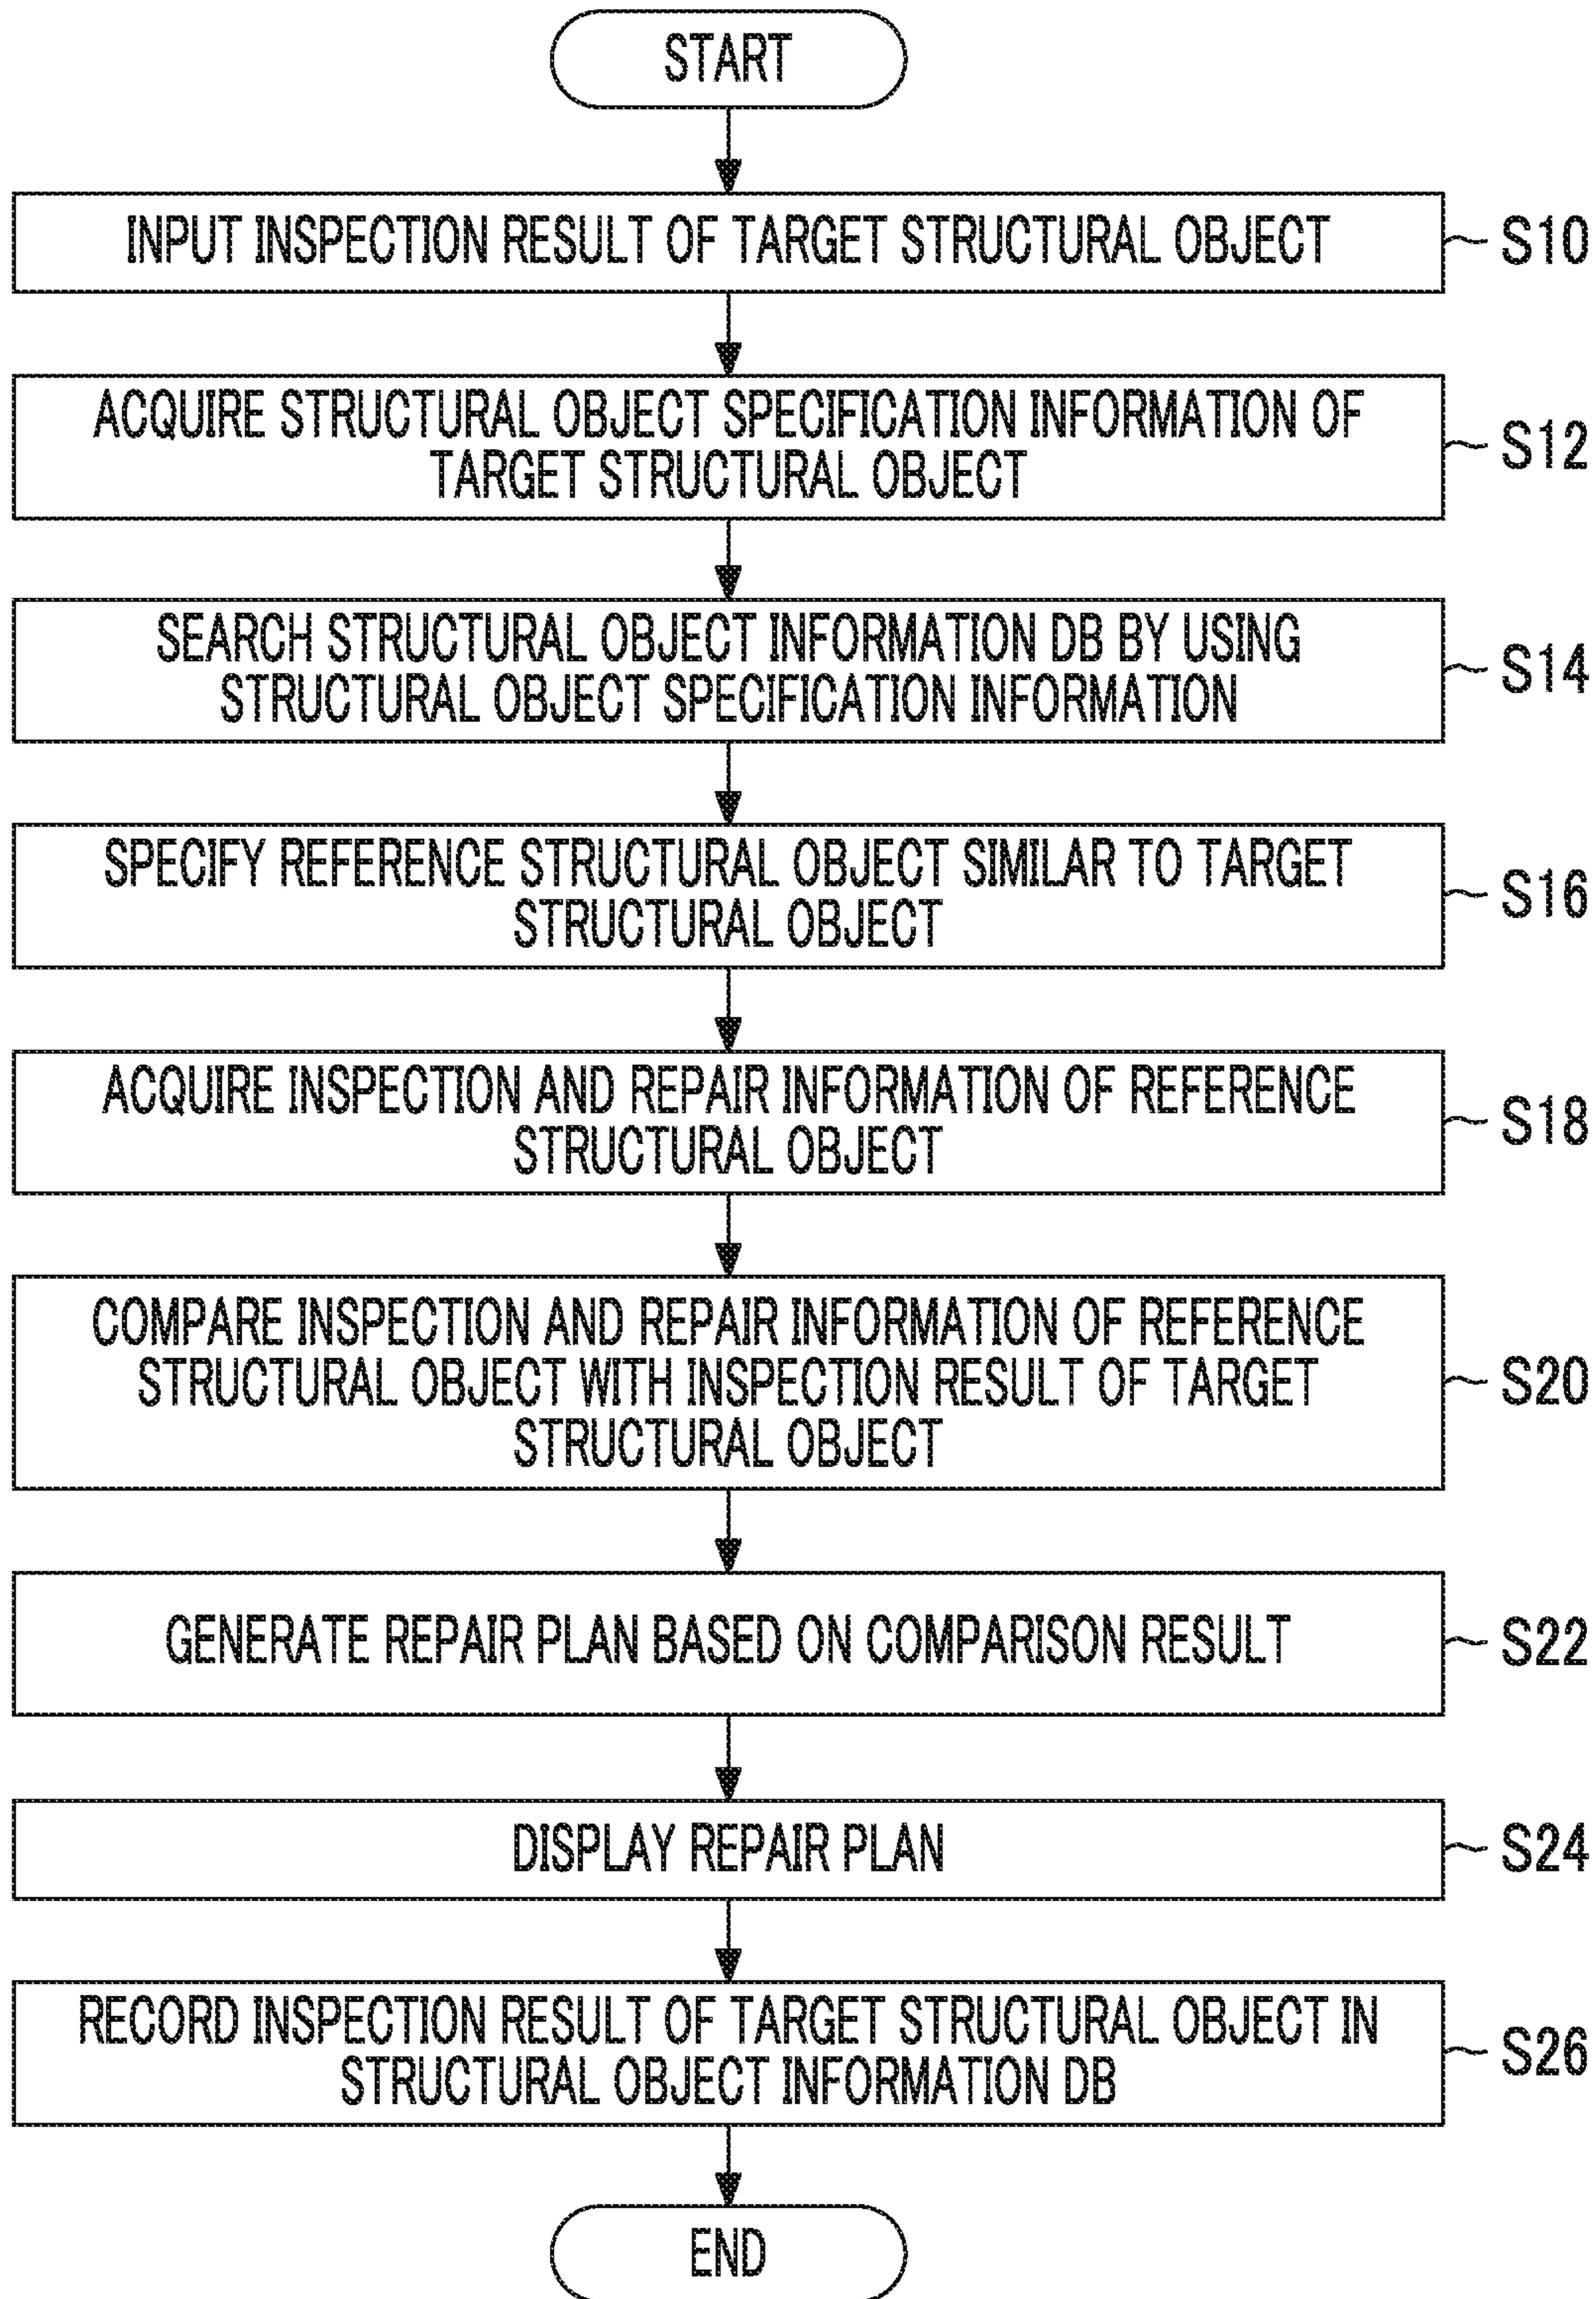 START
INPUT INSPECTION RESULT OF TARGET STRUCTURAL OBJECT
S10
ACQUIRE STRUCTURAL OBJECT SPECIFICATION INFORMATION OF
TARGET STRUCTURAL OBJECT
S12
SEARCH STRUCTURAL OBJECT INFORMATION DB BY USING
STRUCTURAL OBJECT SPECIFICATION INFORMATION
S14
SPECIFY REFERENCE STRUCTURAL OBJECT SIMILAR TO TARGET
STRUCTURAL OBJECT
S16
ACQUIRE INSPECTION AND REPAIR INFORMATION OF REFERENCE
STRUCTURAL OBJECT
S18
COMPARE INSPECTION AND REPAIR INFORMATION OF REFERENCE
STRUCTURAL OBJECT WITH INSPECTION RESULT OF TARGET
STRUCTURAL OBJECT
S20
GENERATE REPAIR PLAN BASED ON COMPARISON RESULT
S22
DISPLAY REPAIR PLAN
S24
RECORD INSPECTION RESULT OF TARGET STRUCTURAL OBJECT IN
STRUCTURAL OBJECT INFORMATION DB
S26
END